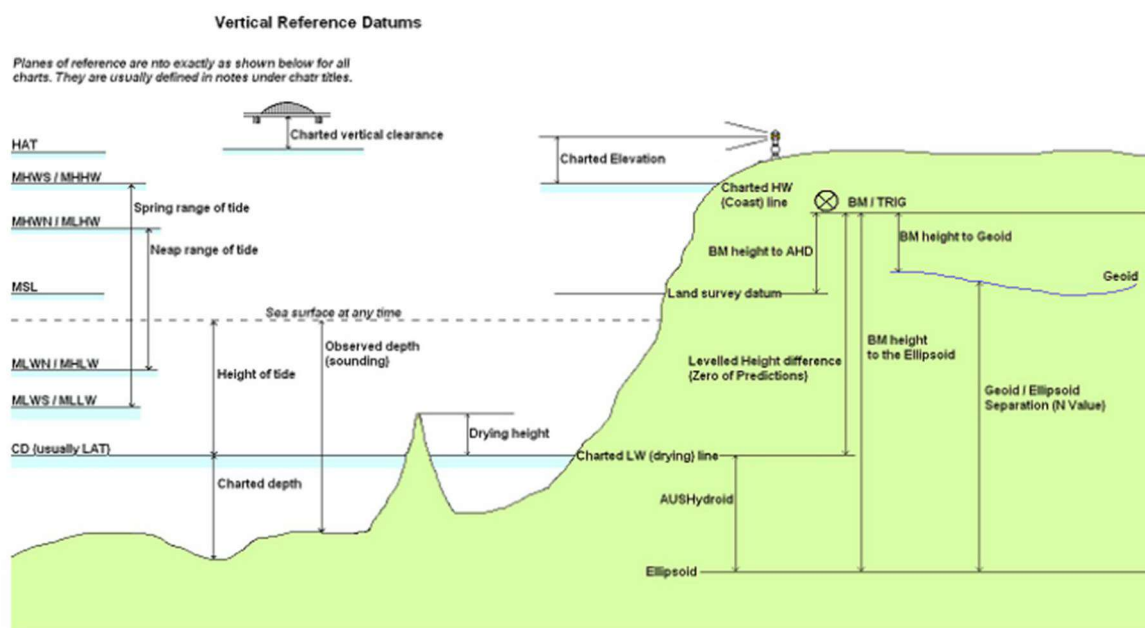 Vertical Reference Datums
Planes of reference are nto exactly as shown below for all
charts. They are usually defined in notes under chatr titles.
Charted vertical clearance
HAT
Charted Elevation
MHWS / MHHW
Charted HW
(Coast) line
BM / TRIG
Spring range of tide
MHWN / MLHW
Neap range of tide
BM height to AHD
BM height to Geoid
Geoid
MSL
Land survey datum
Sea surface at any time
Observed depth
(sounding)
BM height
to the Ellipsoid
MLWN / MHLW
Height of tide
Levelled Height difference
(Zero of Predictions)
Geoid / Ellipsoid
Separation (N Value)
MLWS / MLLW
Drying height
CD (usually LAT)
Charted LW (drying) line
Charted depth
AUSHydroid
Ellipsoid